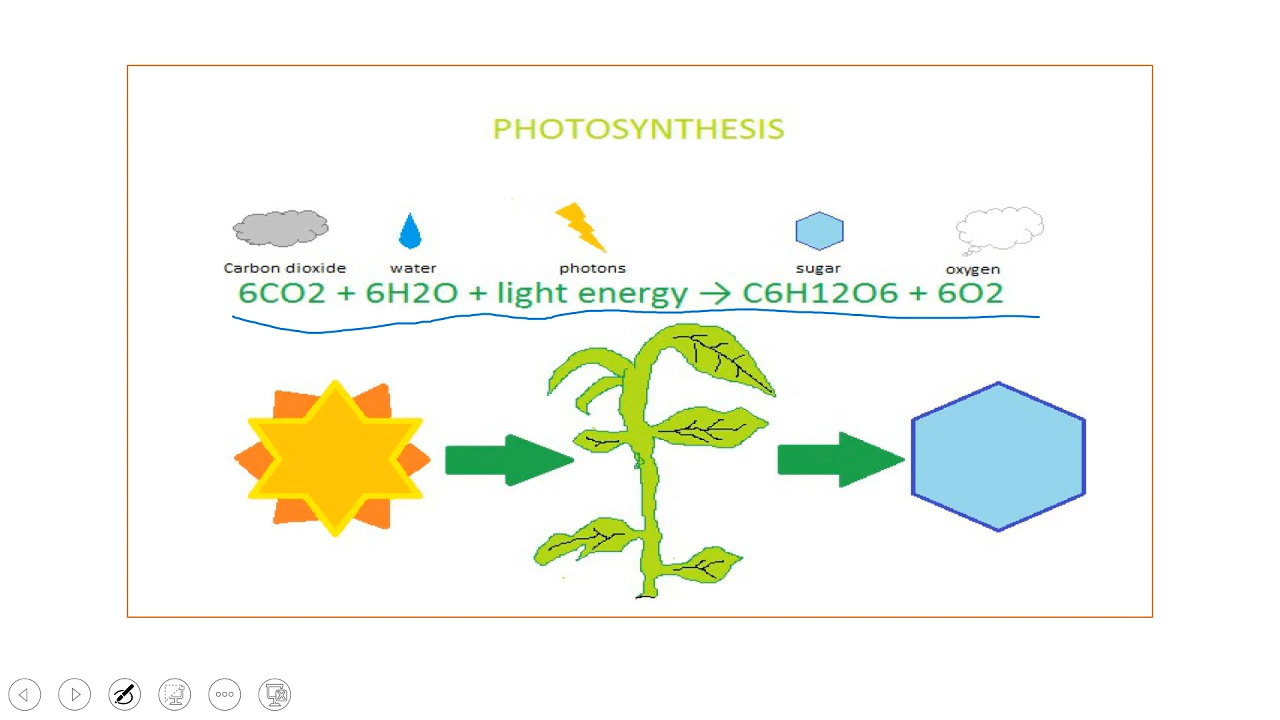 PHOTOSYNTHESIS
Carbon dioxide water photons sugar oxygen
6CO2 + 6H2O + light energy → C6H12O6 + 6O2